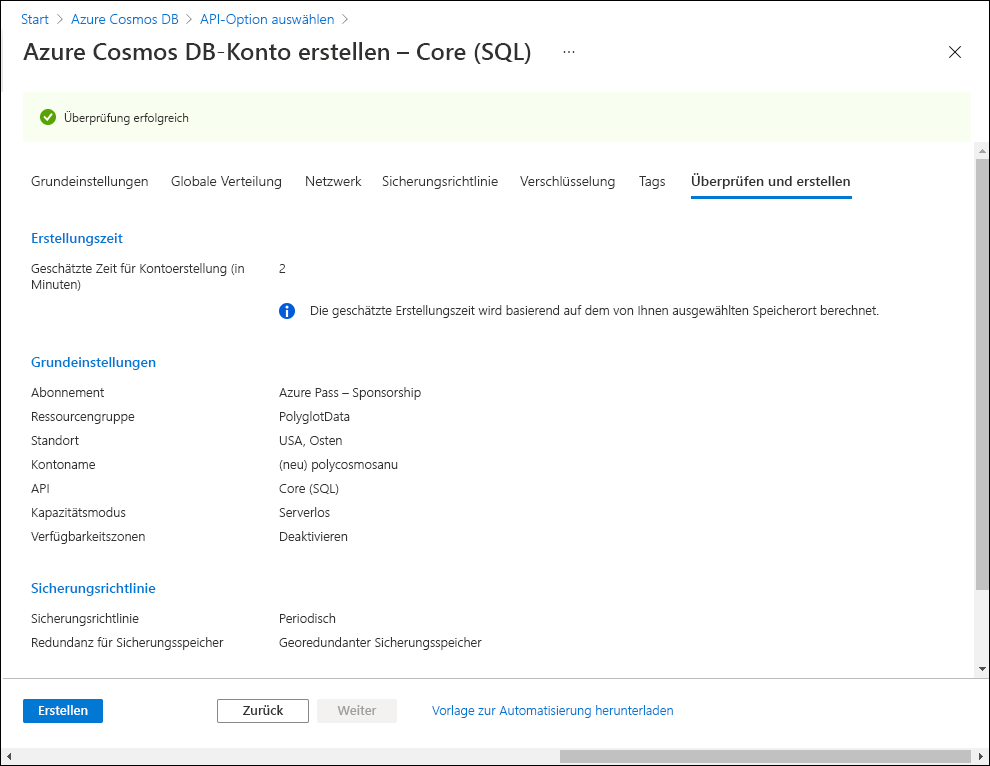 Start > Azure Cosmos DB > API-Option auswählen >
Azure Cosmos DB-Konto erstellen – Core (SQL) ...
Überprüfung erfolgreich
Grundeinstellungen Globale Verteilung Netzwerk Sicherungsrichtlinie Verschlüsselung Tags Überprüfen und erstellen
Erstellungszeit
Geschätzte Zeit für Kontoerstellung (in 2
Minuten)
Die geschätzte Erstellungszeit wird basierend auf dem von Ihnen ausgewählten Speicherort berechnet.
Grundeinstellungen
Abonnement Azure Pass – Sponsorship
Ressourcengruppe PolyglotData
Standort USA, Osten
Kontoname (neu) polycosmosanu
API Core (SQL)
Kapazitätsmodus Serverlos
Verfügbarkeitszonen Deaktivieren
Sicherungsrichtlinie
Sicherungsrichtlinie Periodisch
Redundanz für Sicherungsspeicher Georedundanter Sicherungsspeicher
Erstellen Zurück Weiter Vorlage zur Automatisierung herunterladen